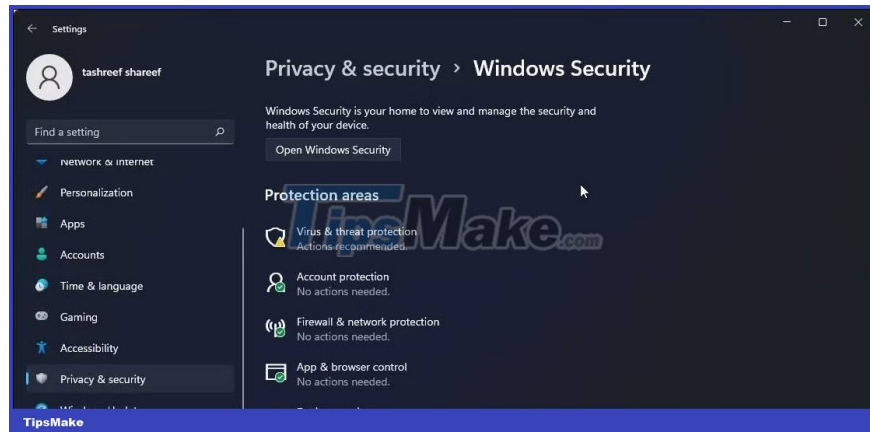 Settings
tashreef shareef
Find a setting
Network & internet
Personalization
Apps
Accounts
Time & language
Gaming
Accessibility
Privacy & security
Privacy & security > Windows Security
Windows Security is your home to view and manage the security and
health of your device.
Open Windows Security
Protection areas
Virus & threat protection
Actions recommended.
Account protection
No actions needed.
Firewall & network protection
No actions needed.
App & browser control
No actions needed.
TipsMake.com
TipsMake